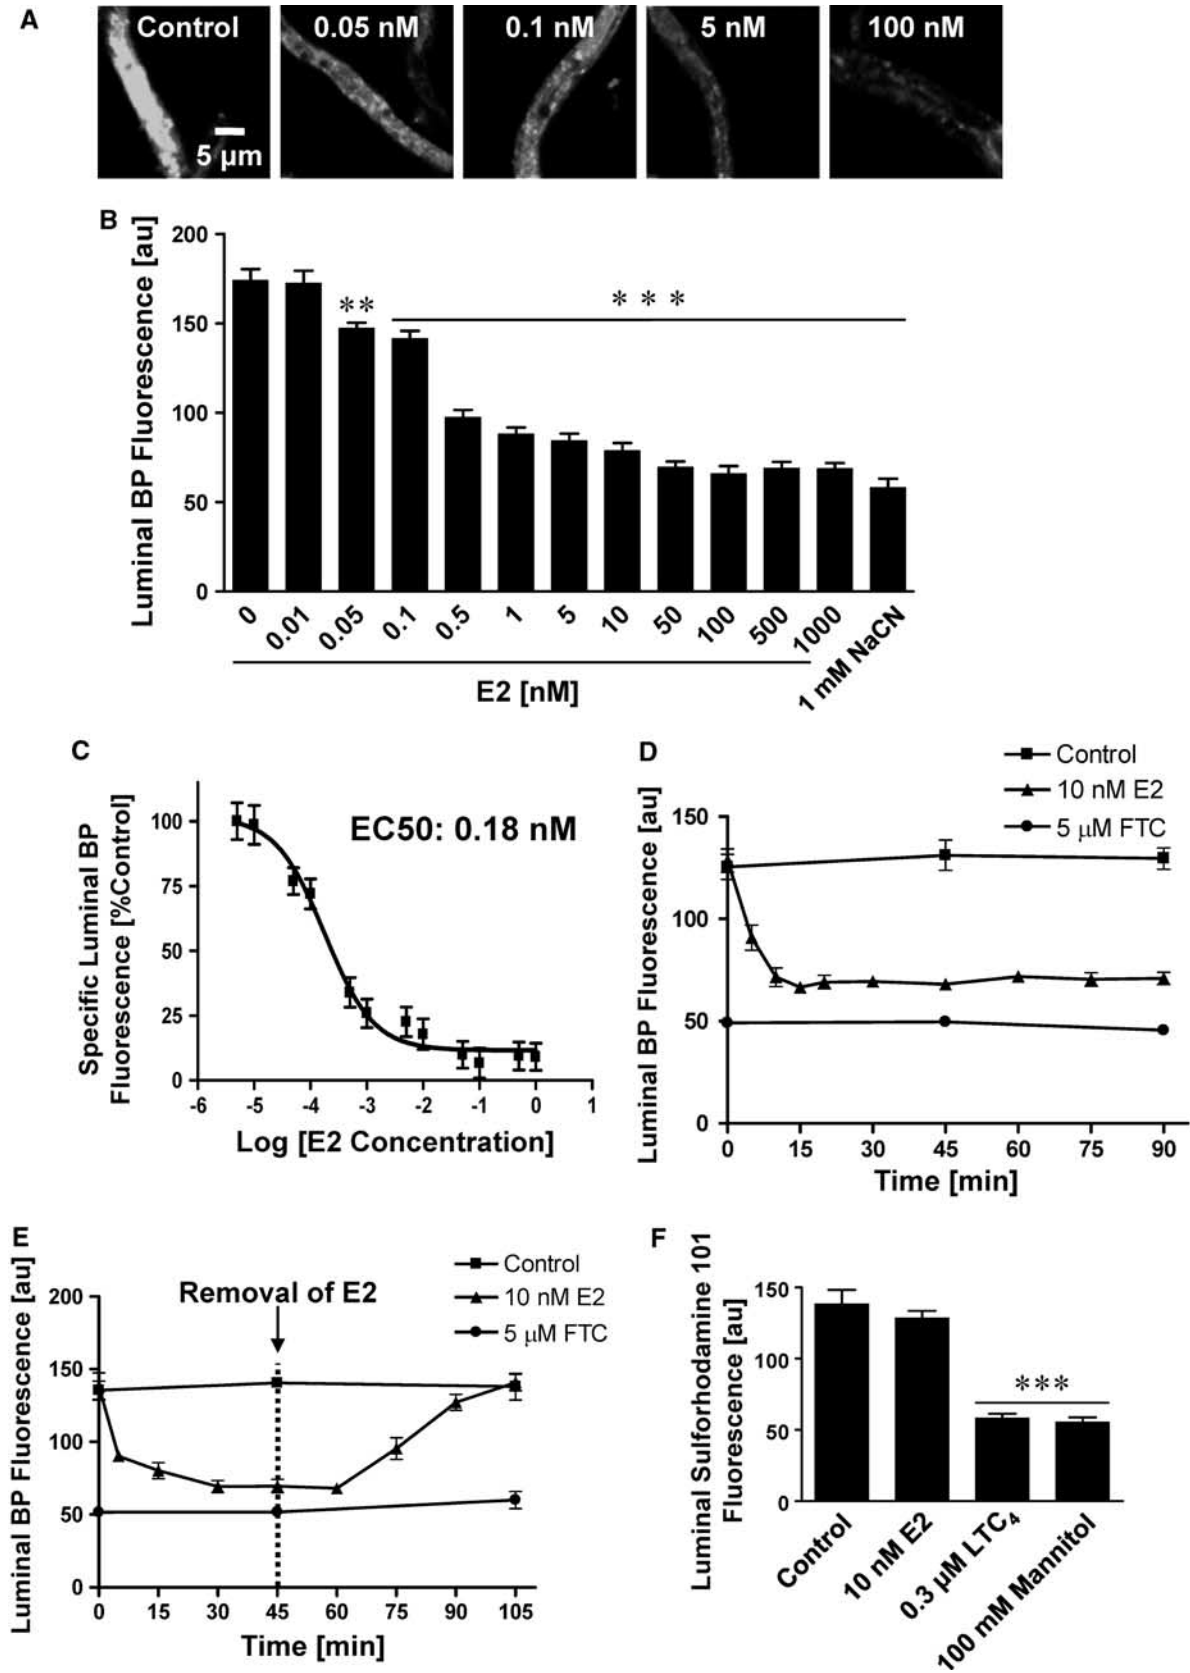 A
Control
0.05 nM
0.1 nM
5 nM
100 nM
5 µm
B
Luminal BP Fluorescence [au]
200
150
100
50
0
**
***
0
0.01
0.05
0.1
0.5
1
5
10
50
100
500
1000
1 mM NaCN
E2 [nM]
C
Specific Luminal BP
Fluorescence [%Control]
100
75
50
25
0
EC50: 0.18 nM
-6
-5
-4
-3
-2
-1
0
1
Log [E2 Concentration]
D
Control
10 nM E2
5 µM FTC
Luminal BP Fluorescence [au]
150
100
50
0
0
15
30
45
60
75
90
Time [min]
E
Control
10 nM E2
5 µM FTC
Removal of E2
Luminal BP Fluorescence [au]
200
150
100
50
0
0
15
30
45
60
75
90
105
Time [min]
F
Luminal Sulforhodamine 101
Fluorescence [au]
150
100
50
0
***
Control
10 nM E2
0.3 µM LTC₄
100 mM Mannitol